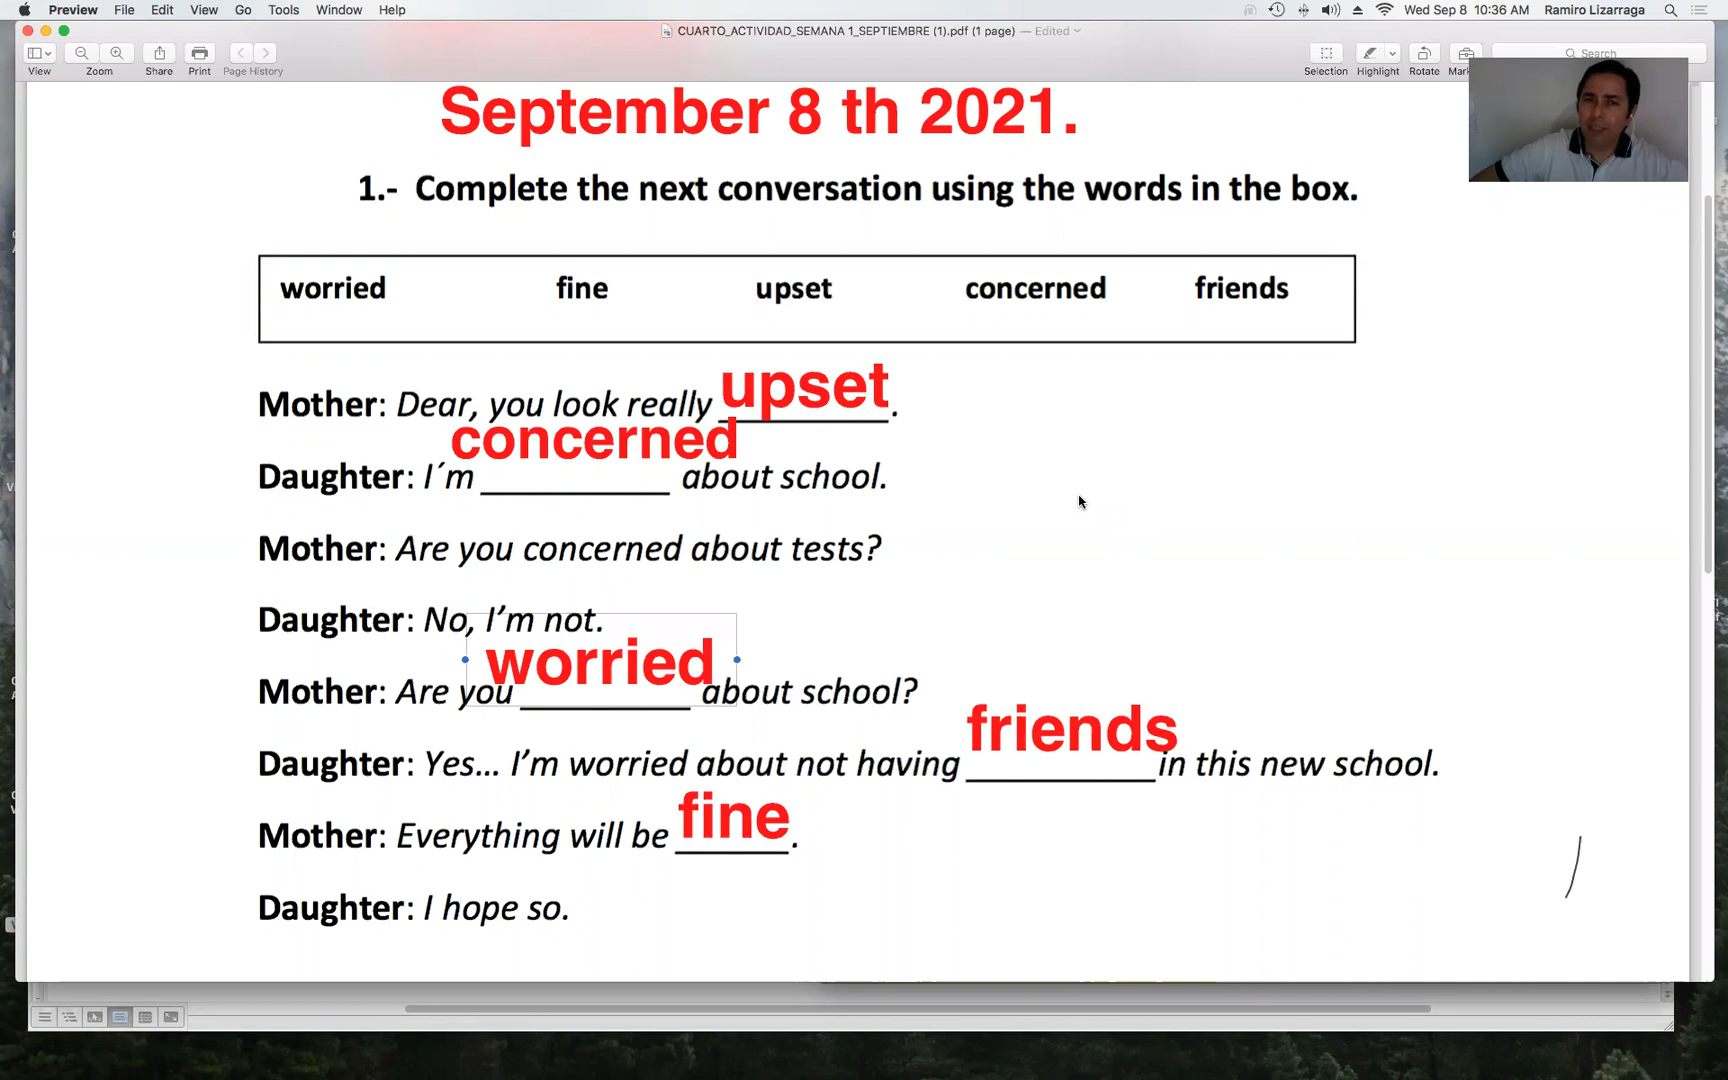 Preview File Edit View Go Tools Window Help Wed Sep 8 10:36 AM Ramiro Lizarraga
CUARTO_ACTIVIDAD_SEMANA 1_SEPTIEMBRE (1).pdf (1 page) — Edited
View Zoom Share Print Page History Selection Highlight Rotate Search
September 8 th 2021.
1.- Complete the next conversation using the words in the box.
worried fine upset concerned friends
Mother: Dear, you look really upset.
Daughter: I´m concerned about school.
Mother: Are you concerned about tests?
Daughter: No, I’m not.
Mother: Are you worried about school?
Daughter: Yes... I’m worried about not having friends in this new school.
Mother: Everything will be fine.
Daughter: I hope so.